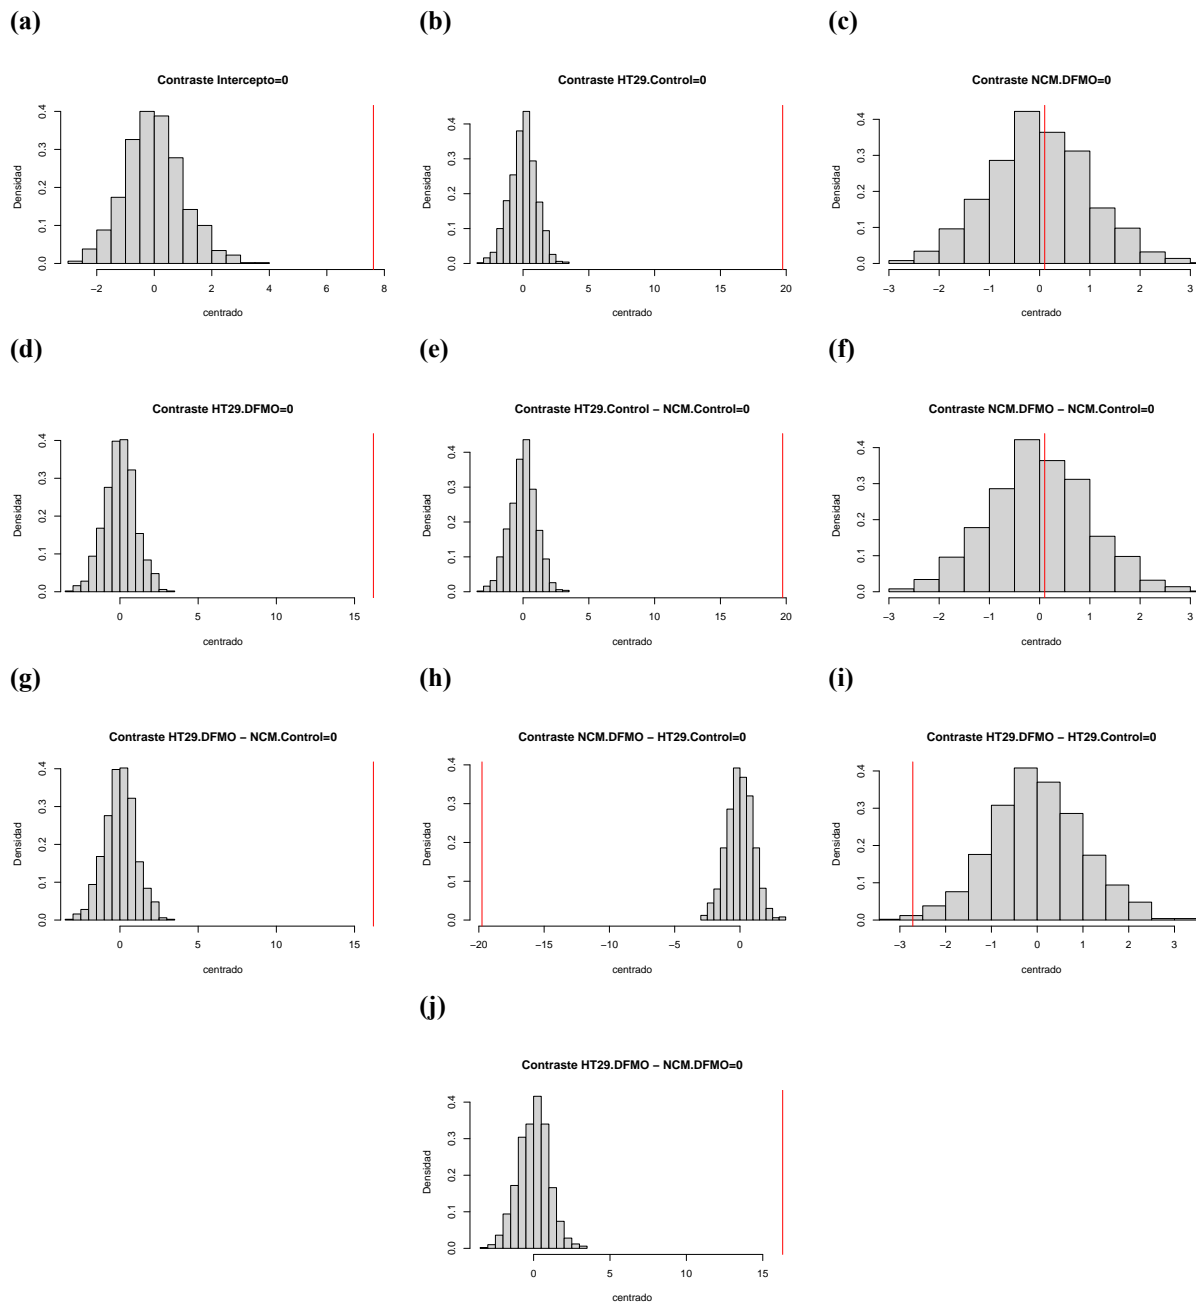 (a)
Contraste Intercepto=0
Densidad
0.0 0.1 0.2 0.3 0.4
−2 0 2 4 6 8
centrado
(b)
Contraste HT29.Control=0
Densidad
0.0 0.1 0.2 0.3 0.4
0 5 10 15 20
centrado
(c)
Contraste NCM.DFMO=0
Densidad
0.0 0.1 0.2 0.3 0.4
−3 −2 −1 0 1 2 3
centrado
(d)
Contraste HT29.DFMO=0
Densidad
0.0 0.1 0.2 0.3 0.4
0 5 10 15
centrado
(e)
Contraste HT29.Control − NCM.Control=0
Densidad
0.0 0.1 0.2 0.3 0.4
0 5 10 15 20
centrado
(f)
Contraste NCM.DFMO − NCM.Control=0
Densidad
0.0 0.1 0.2 0.3 0.4
−3 −2 −1 0 1 2 3
centrado
(g)
Contraste HT29.DFMO − NCM.Control=0
Densidad
0.0 0.1 0.2 0.3 0.4
0 5 10 15
centrado
(h)
Contraste NCM.DFMO − HT29.Control=0
Densidad
0.0 0.1 0.2 0.3 0.4
−20 −15 −10 −5 0
centrado
(i)
Contraste HT29.DFMO − HT29.Control=0
Densidad
0.0 0.1 0.2 0.3 0.4
−3 −2 −1 0 1 2 3
centrado
(j)
Contraste HT29.DFMO − NCM.DFMO=0
Densidad
0.0 0.1 0.2 0.3 0.4
0 5 10 15
centrado